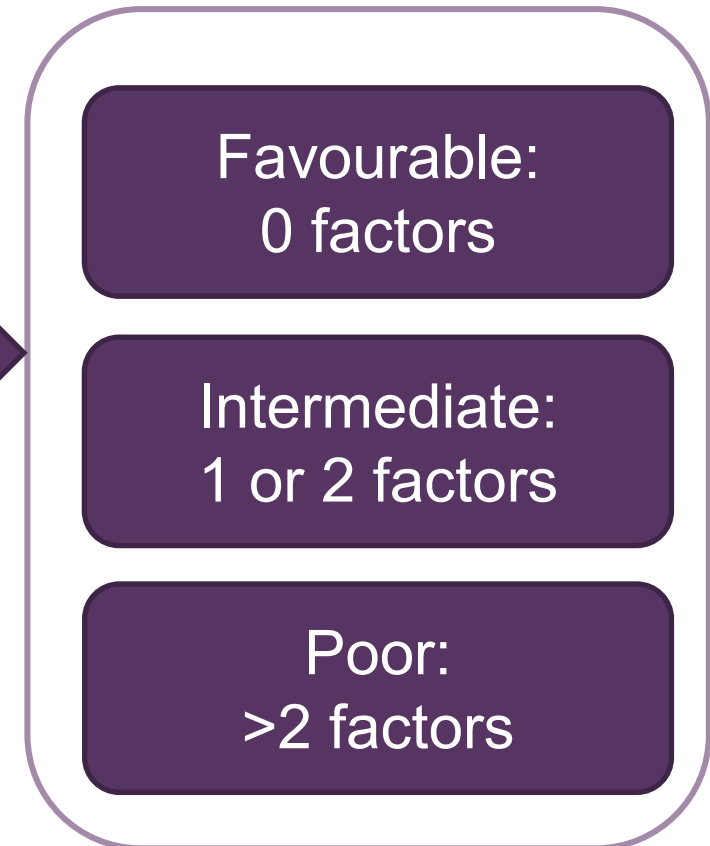 Favourable:
0 factors
Intermediate:
1 or 2 factors
Poor:
>2 factors